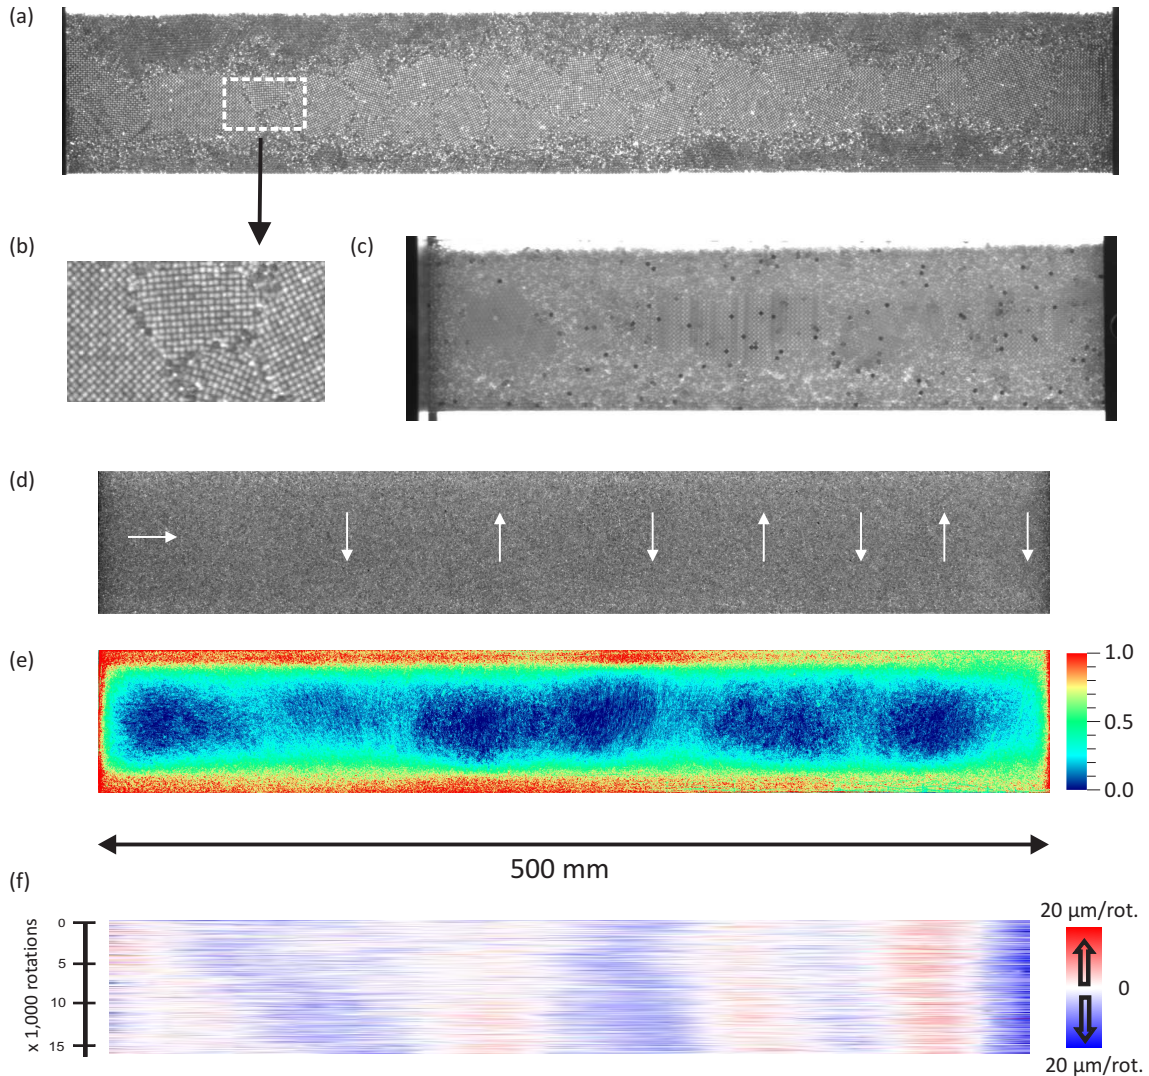 (a)
(b)
(c)
(d)
(e)
1.0
0.5
0.0
500 mm
(f)
x 1,000 rotations
0
5
10
15
20 µm/rot.
0
20 µm/rot.